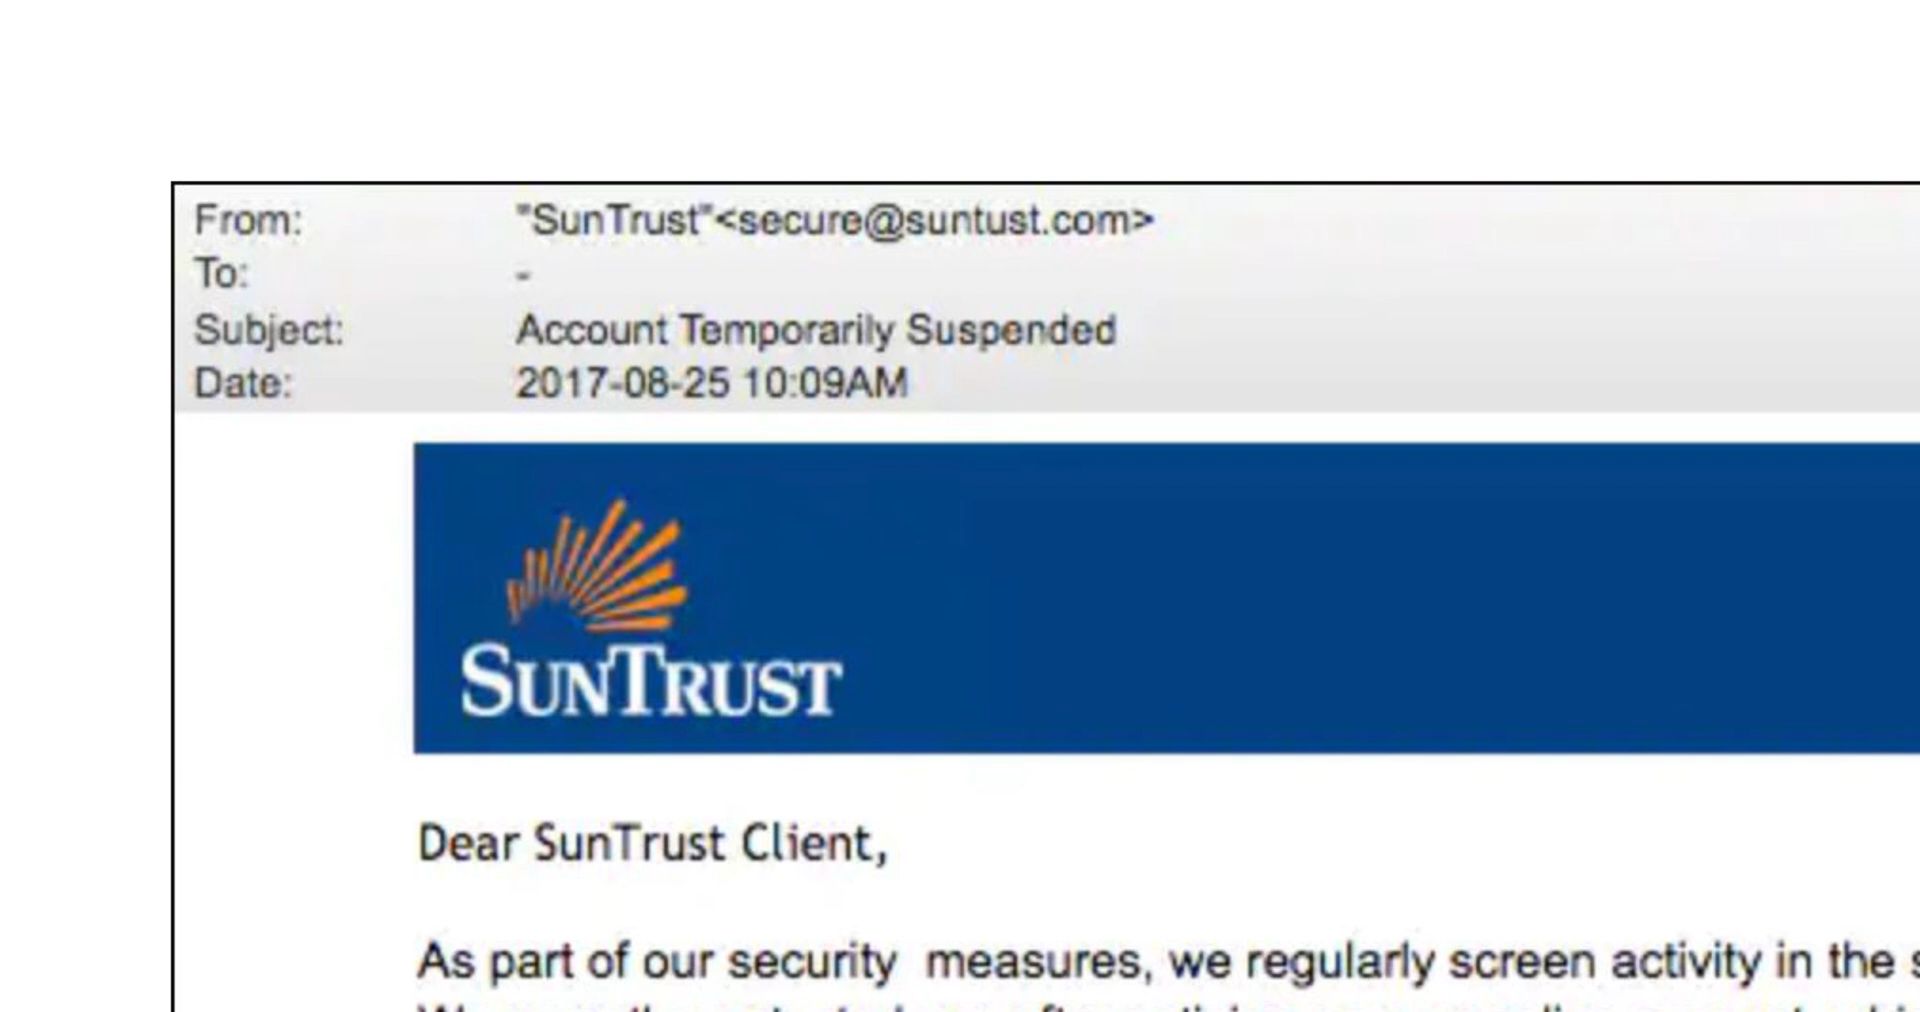 From: "SunTrust"<secure@suntust.com>
To: -
Subject: Account Temporarily Suspended
Date: 2017-08-25 10:09AM
SUNTRUST
Dear SunTrust Client,
As part of our security measures, we regularly screen activity in the